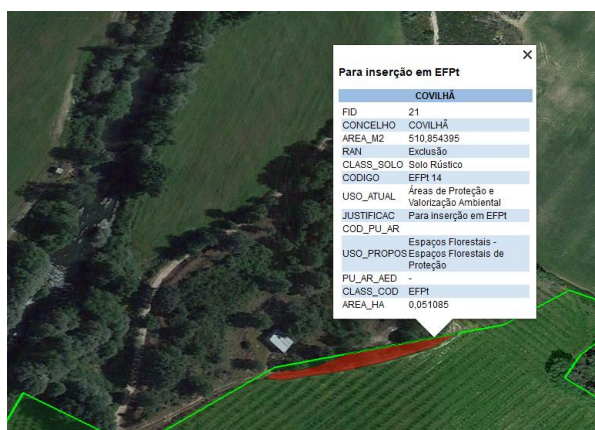 ×
Para inserção em EFPt
COVILHÃ
FID 21
CONCELHO COVILHÃ
AREA_M2 510,854395
RAN Exclusão
CLASS_SOLO Solo Rústico
CODIGO EFPt 14
USO_ATUAL Áreas de Proteção e
Valorização Ambiental
JUSTIFICAC Para inserção em EFPt
COD_PU_AR
USO_PROPOS Espaços Florestais -
Espaços Florestais de
Proteção
PU_AR_AED -
CLASS_COD EFPt
AREA_HA 0,051085